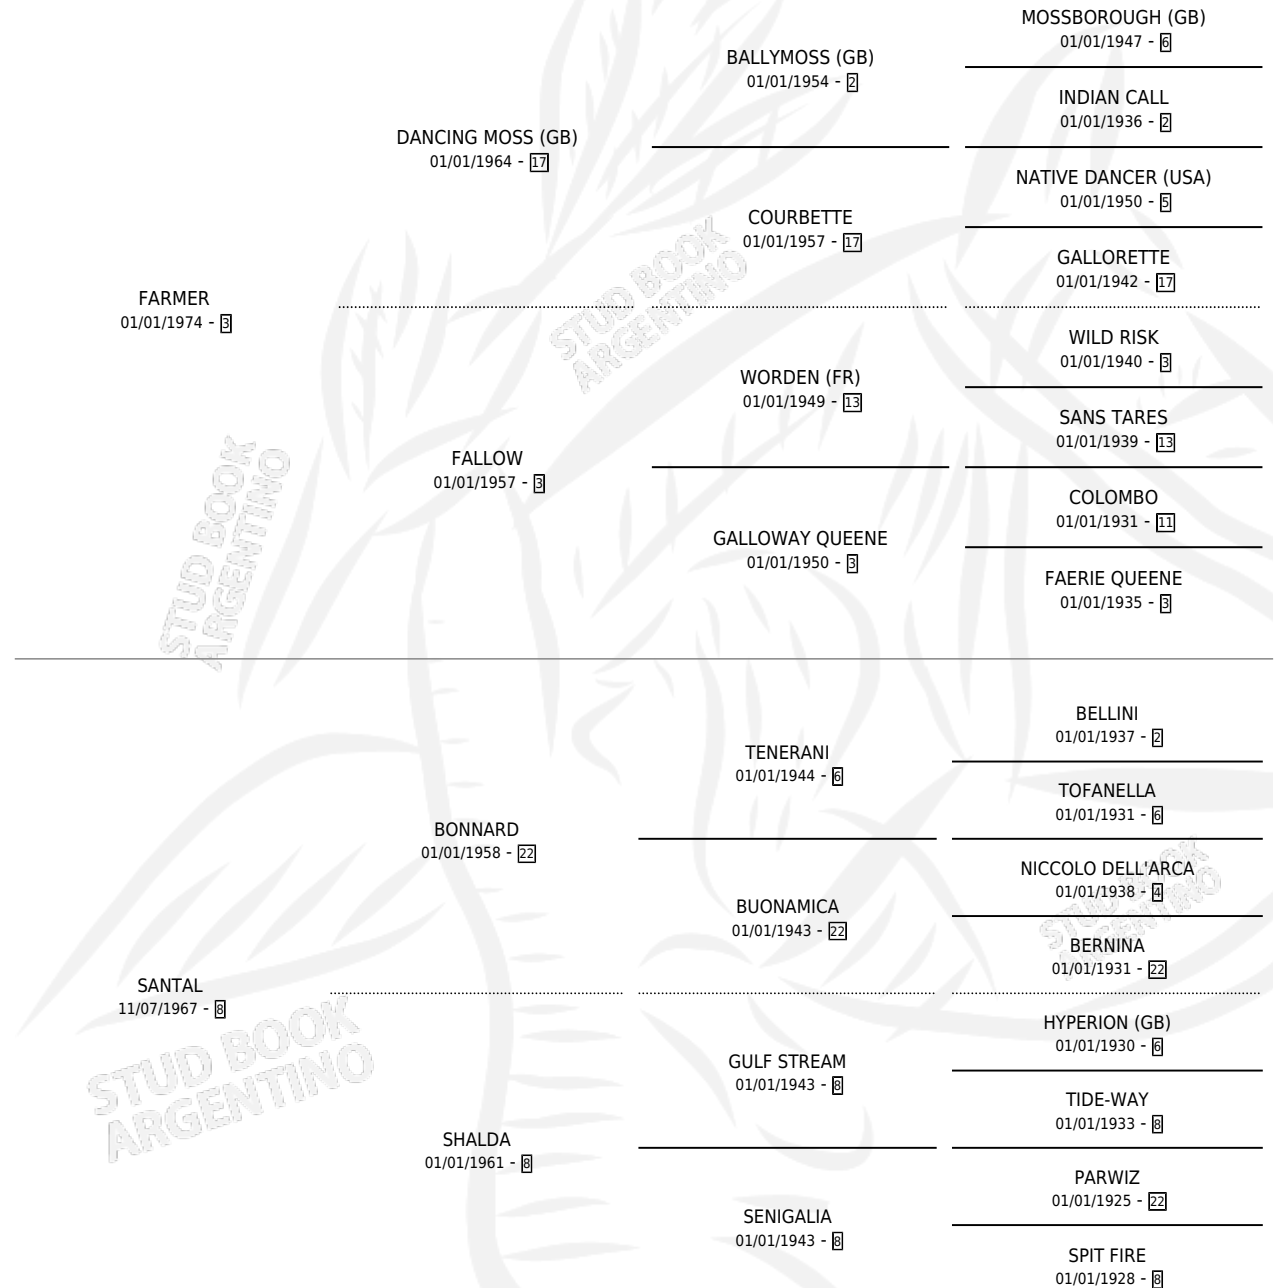 MOSSBOROUGH (GB)
01/01/1947 - 6
BALLYMOSS (GB)
01/01/1954 - 2
INDIAN CALL
01/01/1936 - 2
DANCING MOSS (GB)
01/01/1964 - 17
NATIVE DANCER (USA)
01/01/1950 - 5
COURBETTE
01/01/1957 - 17
GALLORETTE
01/01/1942 - 17
FARMER
01/01/1974 - 3
WILD RISK
01/01/1940 - 3
WORDEN (FR)
01/01/1949 - 13
SANS TARES
01/01/1939 - 13
FALLOW
01/01/1957 - 3
COLOMBO
01/01/1931 - 11
GALLOWAY QUEENE
01/01/1950 - 3
FAERIE QUEENE
01/01/1935 - 3
BELLINI
01/01/1937 - 2
TENERANI
01/01/1944 - 6
TOFANELLA
01/01/1931 - 6
BONNARD
01/01/1958 - 22
NICCOLO DELL'ARCA
01/01/1938 - 4
BUONAMICA
01/01/1943 - 22
BERNINA
01/01/1931 - 22
SANTAL
11/07/1967 - 8
HYPERION (GB)
01/01/1930 - 6
GULF STREAM
01/01/1943 - 8
TIDE-WAY
01/01/1933 - 8
SHALDA
01/01/1961 - 8
PARWIZ
01/01/1925 - 22
SENIGALIA
01/01/1943 - 8
SPIT FIRE
01/01/1928 - 8
STUD BOOK
ARGENTINO
STUD BOOK
ARGENTINO
STUD BOOK
ARGENTINO
STUD BOOK
ARGENTINO